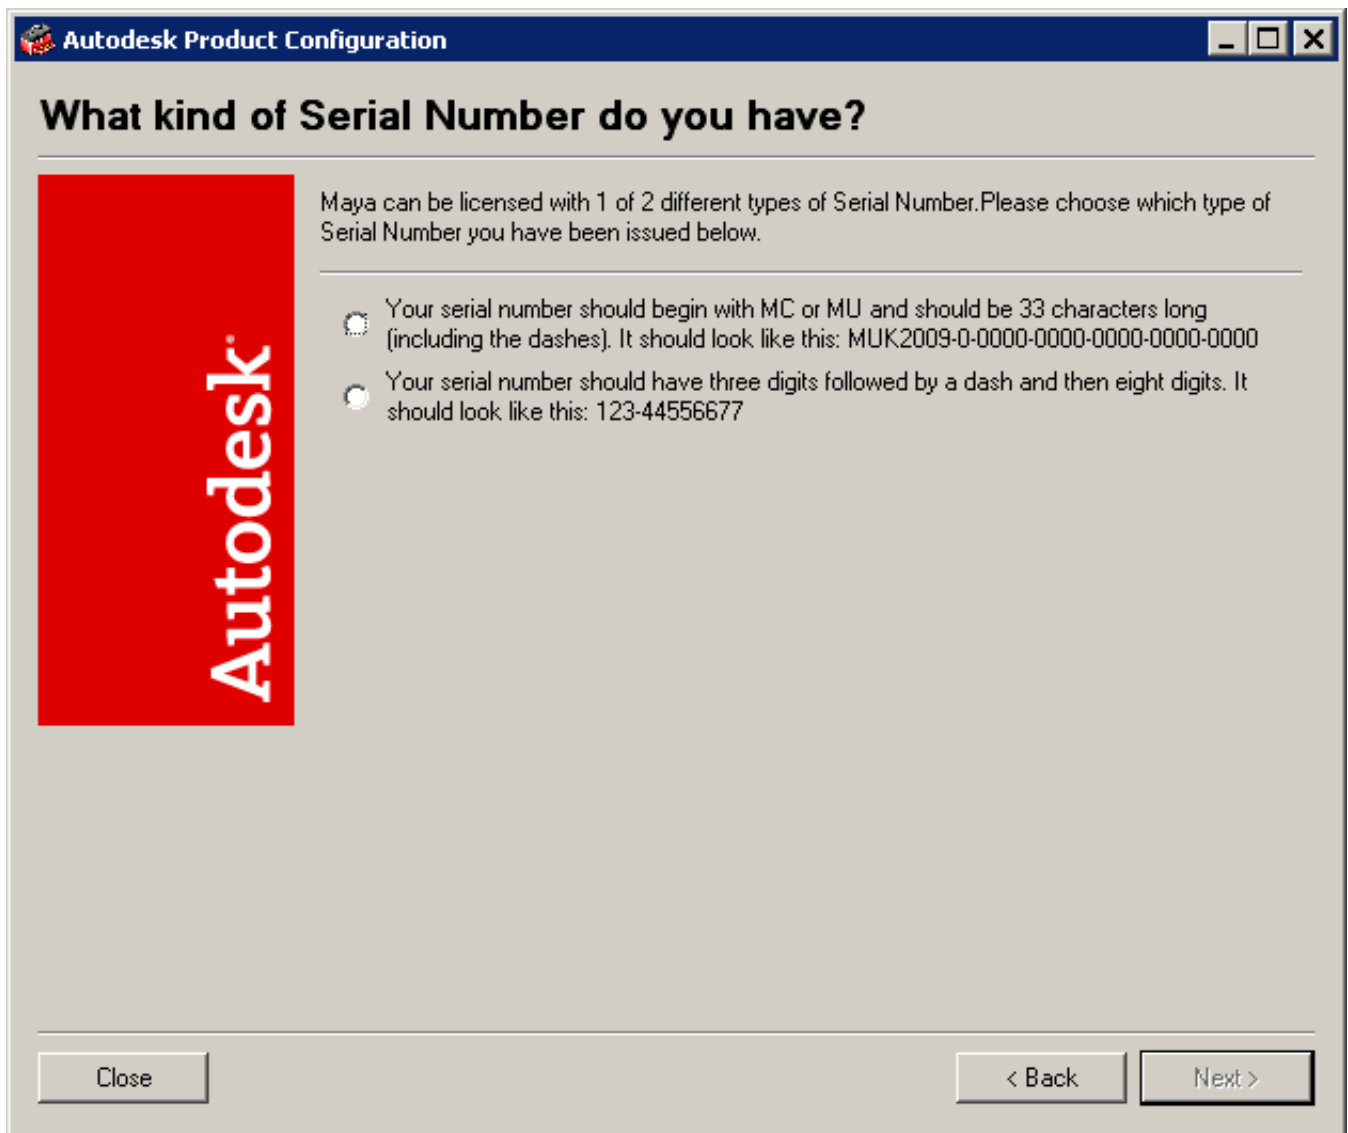 Autodesk Product Configuration
What kind of Serial Number do you have?
Maya can be licensed with 1 of 2 different types of Serial Number.Please choose which type of
Serial Number you have been issued below.
Your serial number should begin with MC or MU and should be 33 characters long
(including the dashes). It should look like this: MUK2009-0-0000-0000-0000-0000-0000
Your serial number should have three digits followed by a dash and then eight digits. It
should look like this: 123-44556677
Autodesk
Close
< Back
Next >